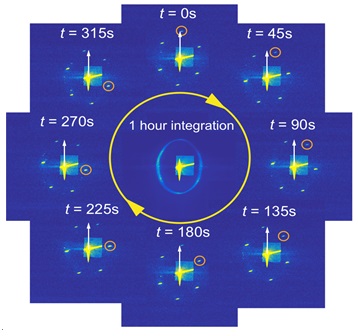 t = 0s
t = 315s
t = 45s
t = 270s
1 hour integration
t = 90s
t = 225s
t = 180s
t = 135s